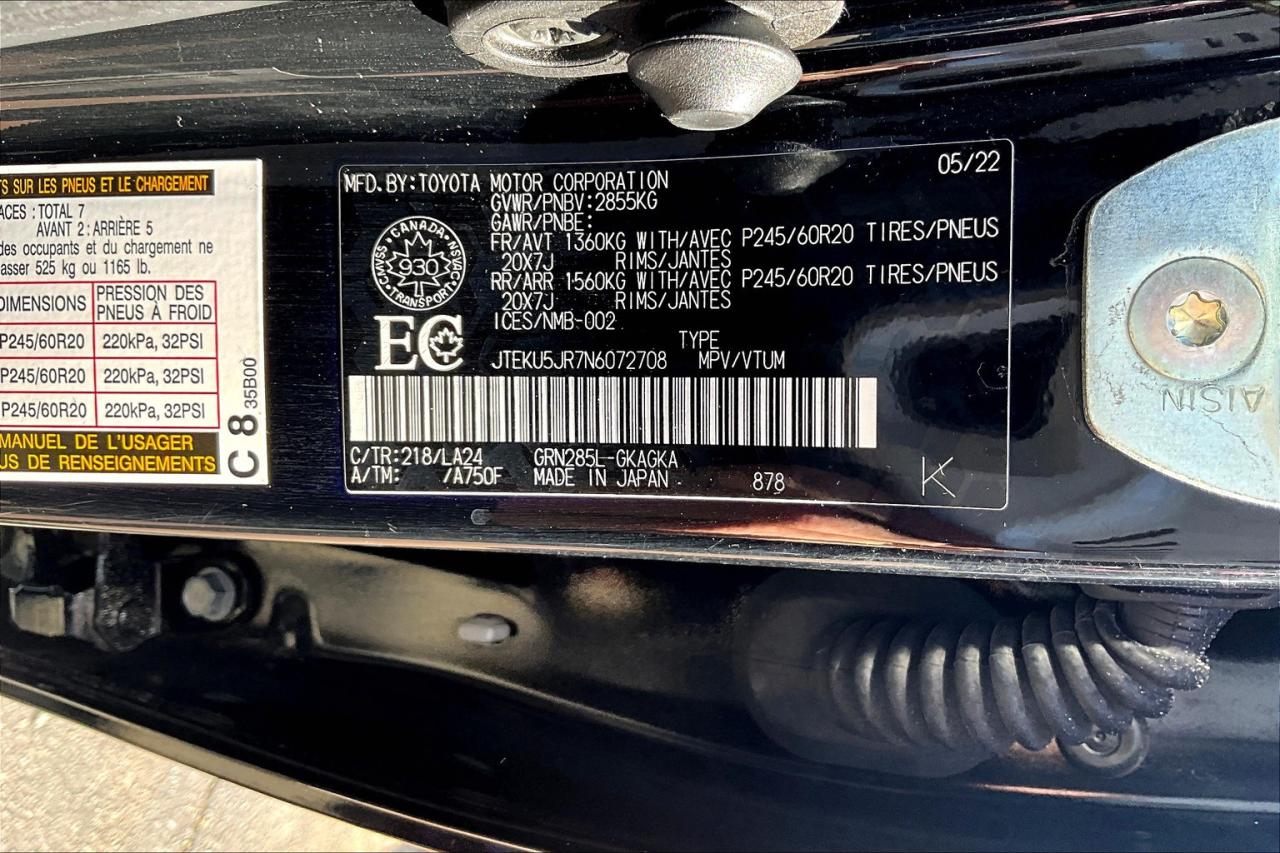 S SUR LES PNEUS ET LE CHARGEMENT
ACES : TOTAL 7
AVANT 2 : ARRIÈRE 5
des occupants et du chargement ne
asser 525 kg ou 1165 lb.
DIMENSIONS PRESSION DES PNEUS À FROID
P245/60R20 220kPa, 32PSI
P245/60R20 220kPa, 32PSI
P245/60R20 220kPa, 32PSI
MANUEL DE L'USAGER
US DE RENSEIGNEMENTS
C 8 35B00
05/22
MFD. BY: TOYOTA MOTOR CORPORATION
GVWR/PNBV: 2855KG
GAWR/PNBE:
FR/AVT 1360KG WITH/AVEC P245/60R20 TIRES/PNEUS
20X7J RIMS/JANTES
RR/ARR 1560KG WITH/AVEC P245/60R20 TIRES/PNEUS
20X7J RIMS/JANTES
ICES/NMB-002
CANADA
930
TRANSPORT
EC
TYPE
JTEKU5JR7N6072708 MPV/VTUM
C/TR: 218/LA24 GRN285L-GKAGKA
A/TM: /A750F MADE IN JAPAN 878
K
AISIN